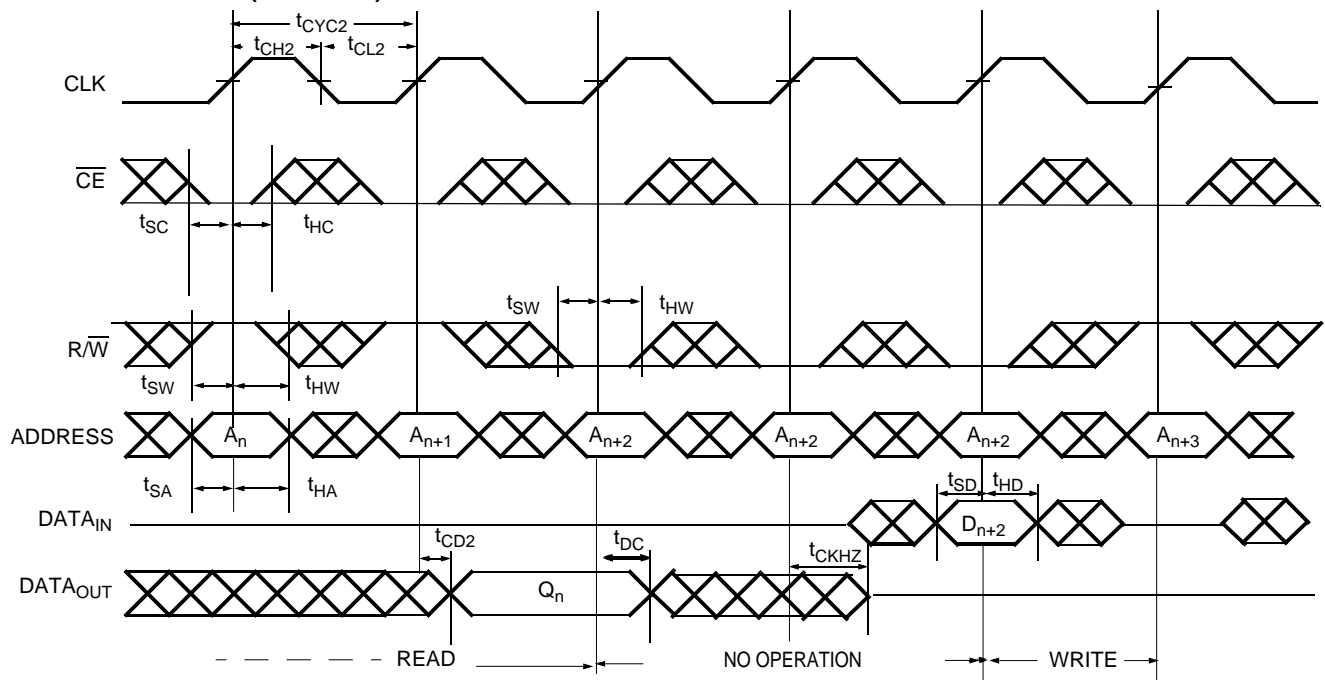 tCYC2
tCH2 tCL2
CLK
CE
tSC tHC
tSW tHW
R/W
tSW tHW
ADDRESS An An+1 An+2 An+2 An+2 An+3
tSA tHA tSD tHD
DATAIN Dn+2
tCD2 tDC tCKHZ
DATAOUT Qn
READ NO OPERATION WRITE